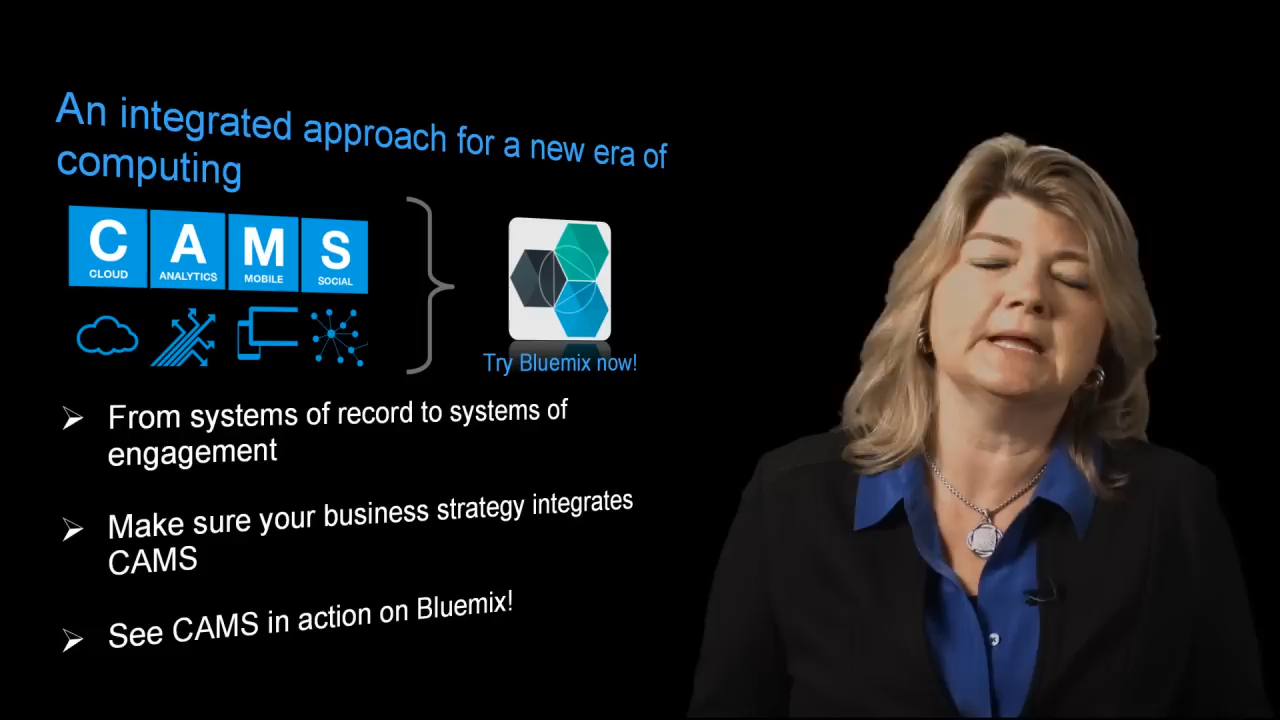 An integrated approach for a new era of
computing
C A M S
CLOUD ANALYTICS MOBILE SOCIAL
Try Bluemix now!
From systems of record to systems of
engagement
Make sure your business strategy integrates
CAMS
See CAMS in action on Bluemix!